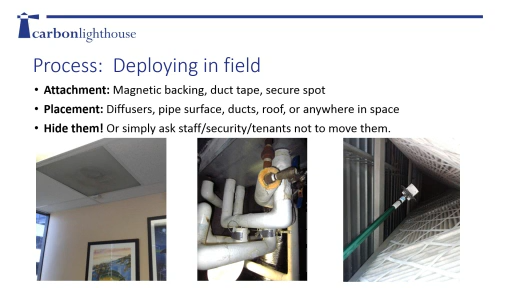 carbonlighthouse
Process: Deploying in field
• Attachment: Magnetic backing, duct tape, secure spot
• Placement: Diffusers, pipe surface, ducts, roof, or anywhere in space
• Hide them! Or simply ask staff/security/tenants not to move them.